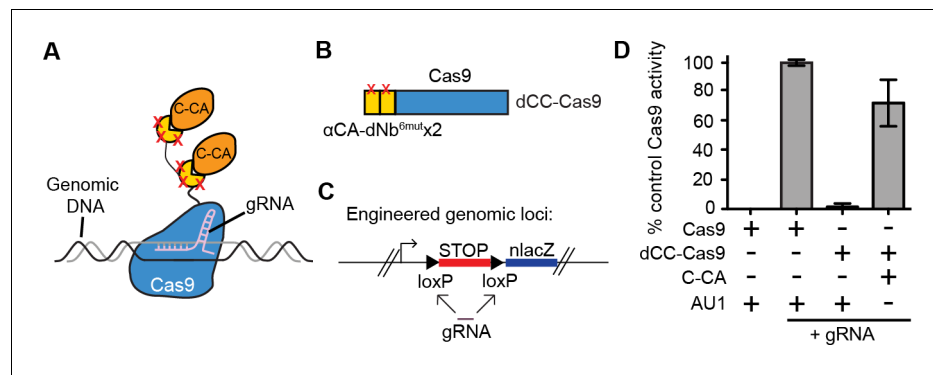 A
C-CA
C-CA
Genomic
DNA
gRNA
Cas9
B
Cas9
dCC-Cas9
αCA-dNb6mutx2
C
Engineered genomic loci:
STOP
nlacZ
loxP
loxP
gRNA
D
% control Cas9 activity
100
80
60
40
20
0
Cas9 + + - -
dCC-Cas9 - - + +
C-CA - - - +
AU1 + + + -
+ gRNA